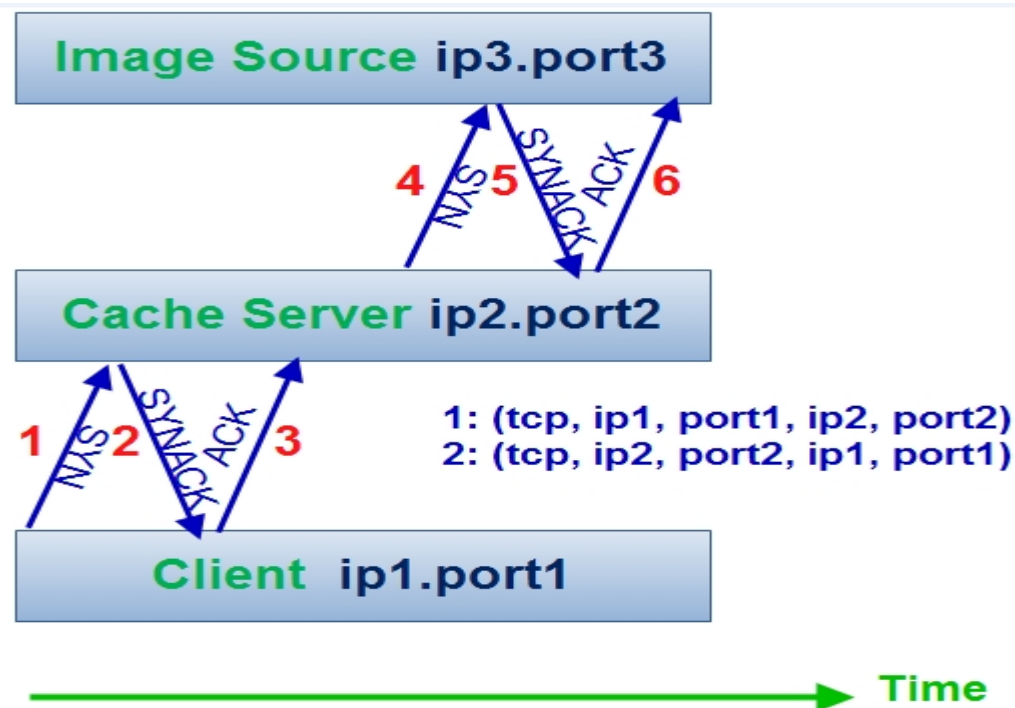 Image Source ip3.port3
4 SYN 5 SYNACK ACK 6
Cache Server ip2.port2
1 SYN 2 SYNACK ACK 3
1: (tcp, ip1, port1, ip2, port2)
2: (tcp, ip2, port2, ip1, port1)
Client ip1.port1
Time